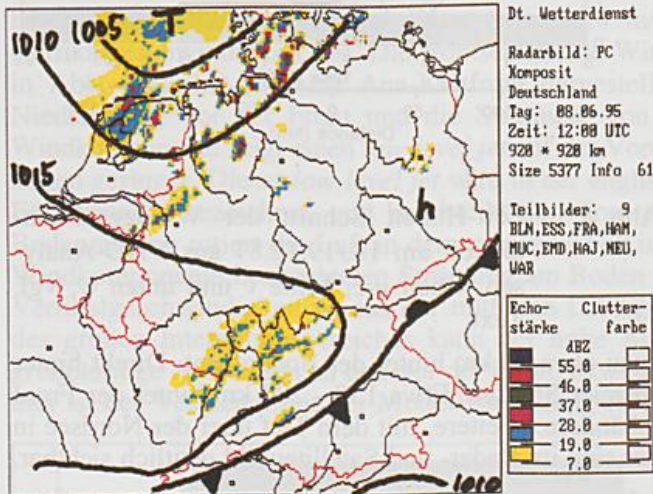 1010
1005
T
1015
h
1010
Dt. Wetterdienst
Radarbild: PC
Komposit
Deutschland
Tag: 08.06.95
Zeit: 12:00 UTC
920 * 920 km
Size 5377 Info 61
Teilbilder: 9
BLN,ESS,FRA,HAM,
MUC,EMD,HAJ,NEU,
WAR
Echo- Clutter-
stärke farbe
dBZ
55.0
46.0
37.0
28.0
19.0
7.0